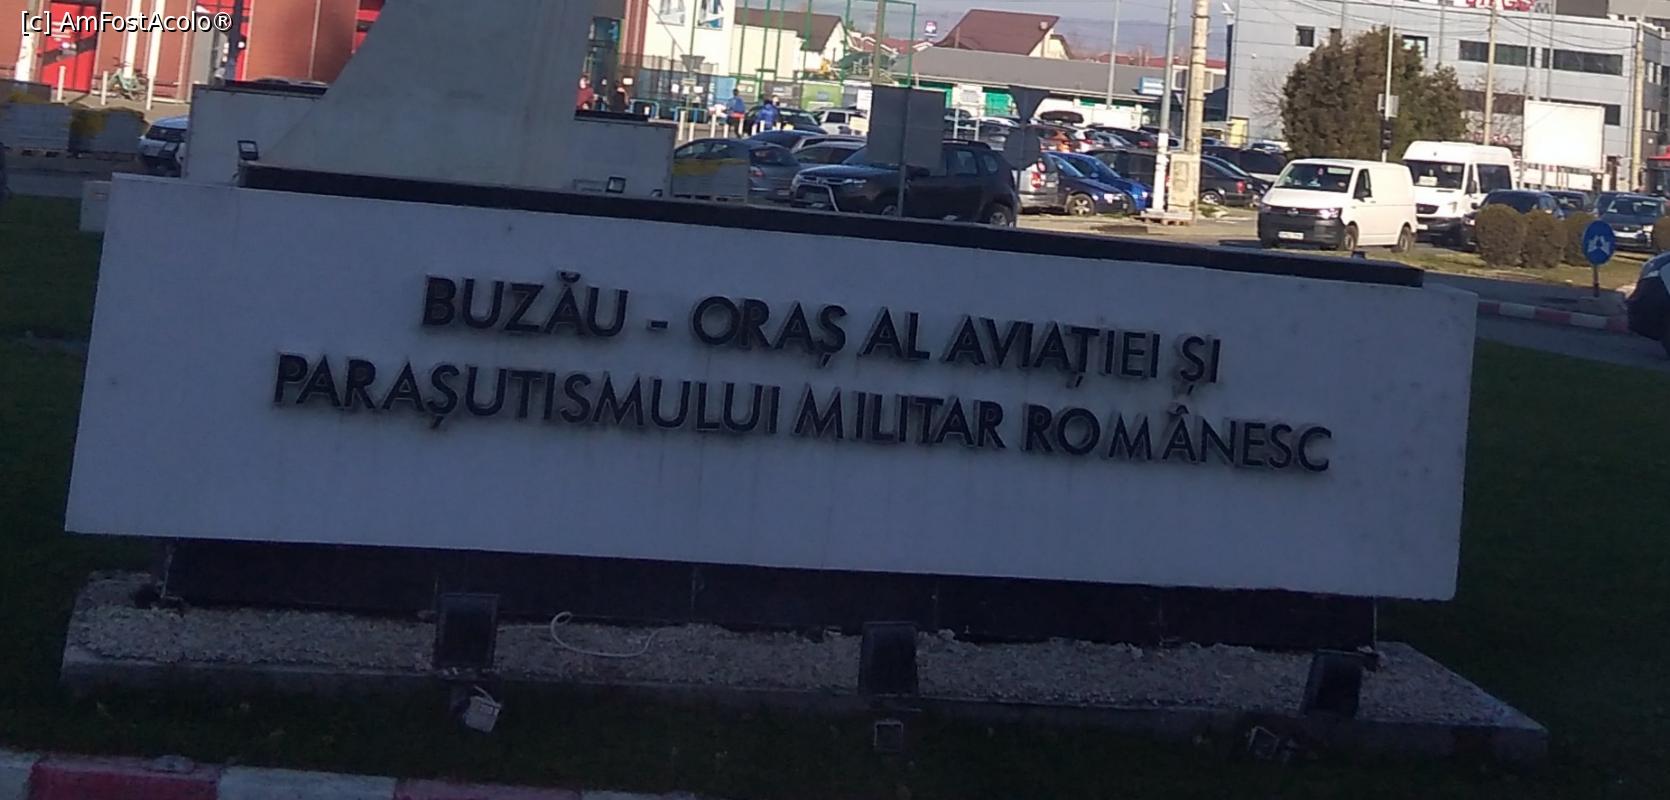 [c] AmFostAcolo®
BUZĂU - ORAȘ AL AVIAȚIEI ȘI
PARAȘUTISMULUI MILITAR ROMÂNESC